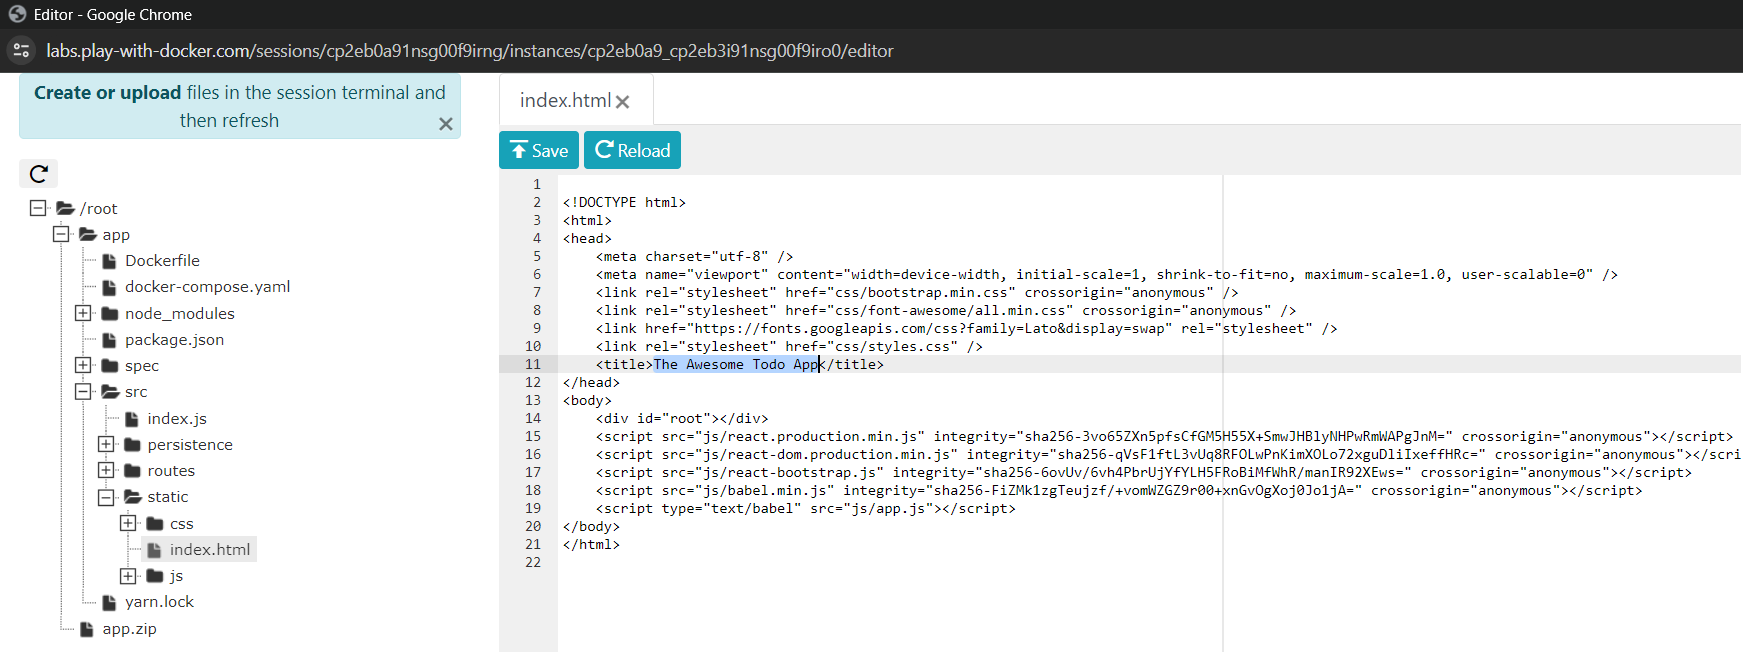 Editor - Google Chrome
labs.play-with-docker.com/sessions/cp2eb0a91nsg00f9irng/instances/cp2eb0a9_cp2eb3i91nsg00f9iro0/editor
Create or upload files in the session terminal and
then refresh
/root
app
Dockerfile
docker-compose.yaml
node_modules
package.json
spec
src
index.js
persistence
routes
static
css
index.html
js
yarn.lock
app.zip
index.html
Save Reload
1
2 <!DOCTYPE html>
3 <html>
4 <head>
5 <meta charset="utf-8" />
6 <meta name="viewport" content="width=device-width, initial-scale=1, shrink-to-fit=no, maximum-scale=1.0, user-scalable=0" />
7 <link rel="stylesheet" href="css/bootstrap.min.css" crossorigin="anonymous" />
8 <link rel="stylesheet" href="css/font-awesome/all.min.css" crossorigin="anonymous" />
9 <link href="https://fonts.googleapis.com/css?family=Lato&display=swap" rel="stylesheet" />
10 <link rel="stylesheet" href="css/styles.css" />
11 <title>The Awesome Todo App</title>
12 </head>
13 <body>
14 <div id="root"></div>
15 <script src="js/react.production.min.js" integrity="sha256-3vo65ZXn5pfsCfGM5H55X+SmwJHBlyNHPwRmWAPgJnM=" crossorigin="anonymous"></script>
16 <script src="js/react-dom.production.min.js" integrity="sha256-qVsF1ftL3vUq8RFOLwPnKimXOLo72xguDliIxeffHRc=" crossorigin="anonymous"></scri
17 <script src="js/react-bootstrap.js" integrity="sha256-6ovUv/6vh4PbrUjYfYLH5FRoBiMfWhR/manIR92XEws=" crossorigin="anonymous"></script>
18 <script src="js/babel.min.js" integrity="sha256-FiZMk1zgTeujzf/+vomWZGZ9r00+xnGvOgXoj0Jo1jA=" crossorigin="anonymous"></script>
19 <script type="text/babel" src="js/app.js"></script>
20 </body>
21 </html>
22